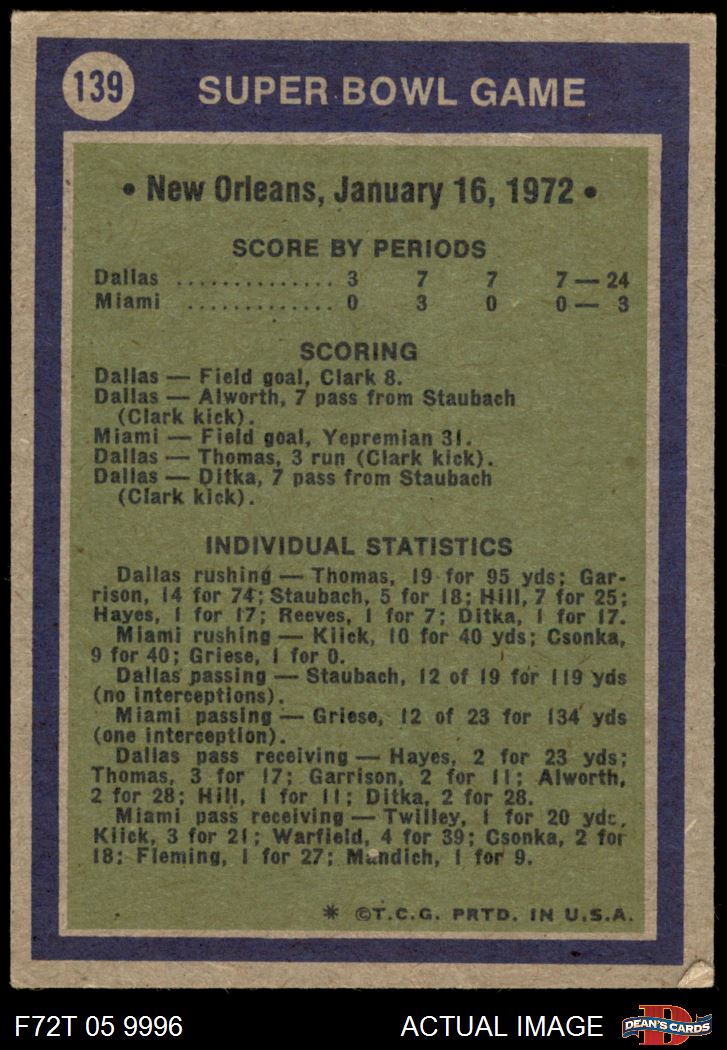 139
SUPER BOWL GAME
• New Orleans, January 16, 1972 •
SCORE BY PERIODS
Dallas .............. 3 7 7 7 — 24
Miami ............. 0 3 0 0 — 3
SCORING
Dallas — Field goal, Clark 8.
Dallas — Alworth, 7 pass from Staubach
(Clark kick).
Miami — Field goal, Yepremian 31.
Dallas — Thomas, 3 run (Clark kick).
Dallas — Ditka, 7 pass from Staubach
(Clark kick).
INDIVIDUAL STATISTICS
Dallas rushing — Thomas, 19 for 95 yds; Gar-
rison, 14 for 74; Staubach, 5 for 18; Hill, 7 for 25;
Hayes, 1 for 17; Reeves, 1 for 7; Ditka, 1 for 17.
Miami rushing — Kiick, 10 for 40 yds; Csonka,
9 for 40; Griese, 1 for 0.
Dallas passing — Staubach, 12 of 19 for 119 yds
(no interceptions).
Miami passing — Griese, 12 of 23 for 134 yds
(one interception).
Dallas pass receiving — Hayes, 2 for 23 yds;
Thomas, 3 for 17; Garrison, 2 for 11; Alworth,
2 for 28; Hill, 1 for 11; Ditka, 2 for 28.
Miami pass receiving — Twilley, 1 for 20 yds,
Kiick, 3 for 21; Warfield, 4 for 39; Csonka, 2 for
18; Fleming, 1 for 27; Mandich, 1 for 9.
* ©T.C.G. PRTD. IN U.S.A.
F72T 05 9996
ACTUAL IMAGE
D
DEAN'S CARDS